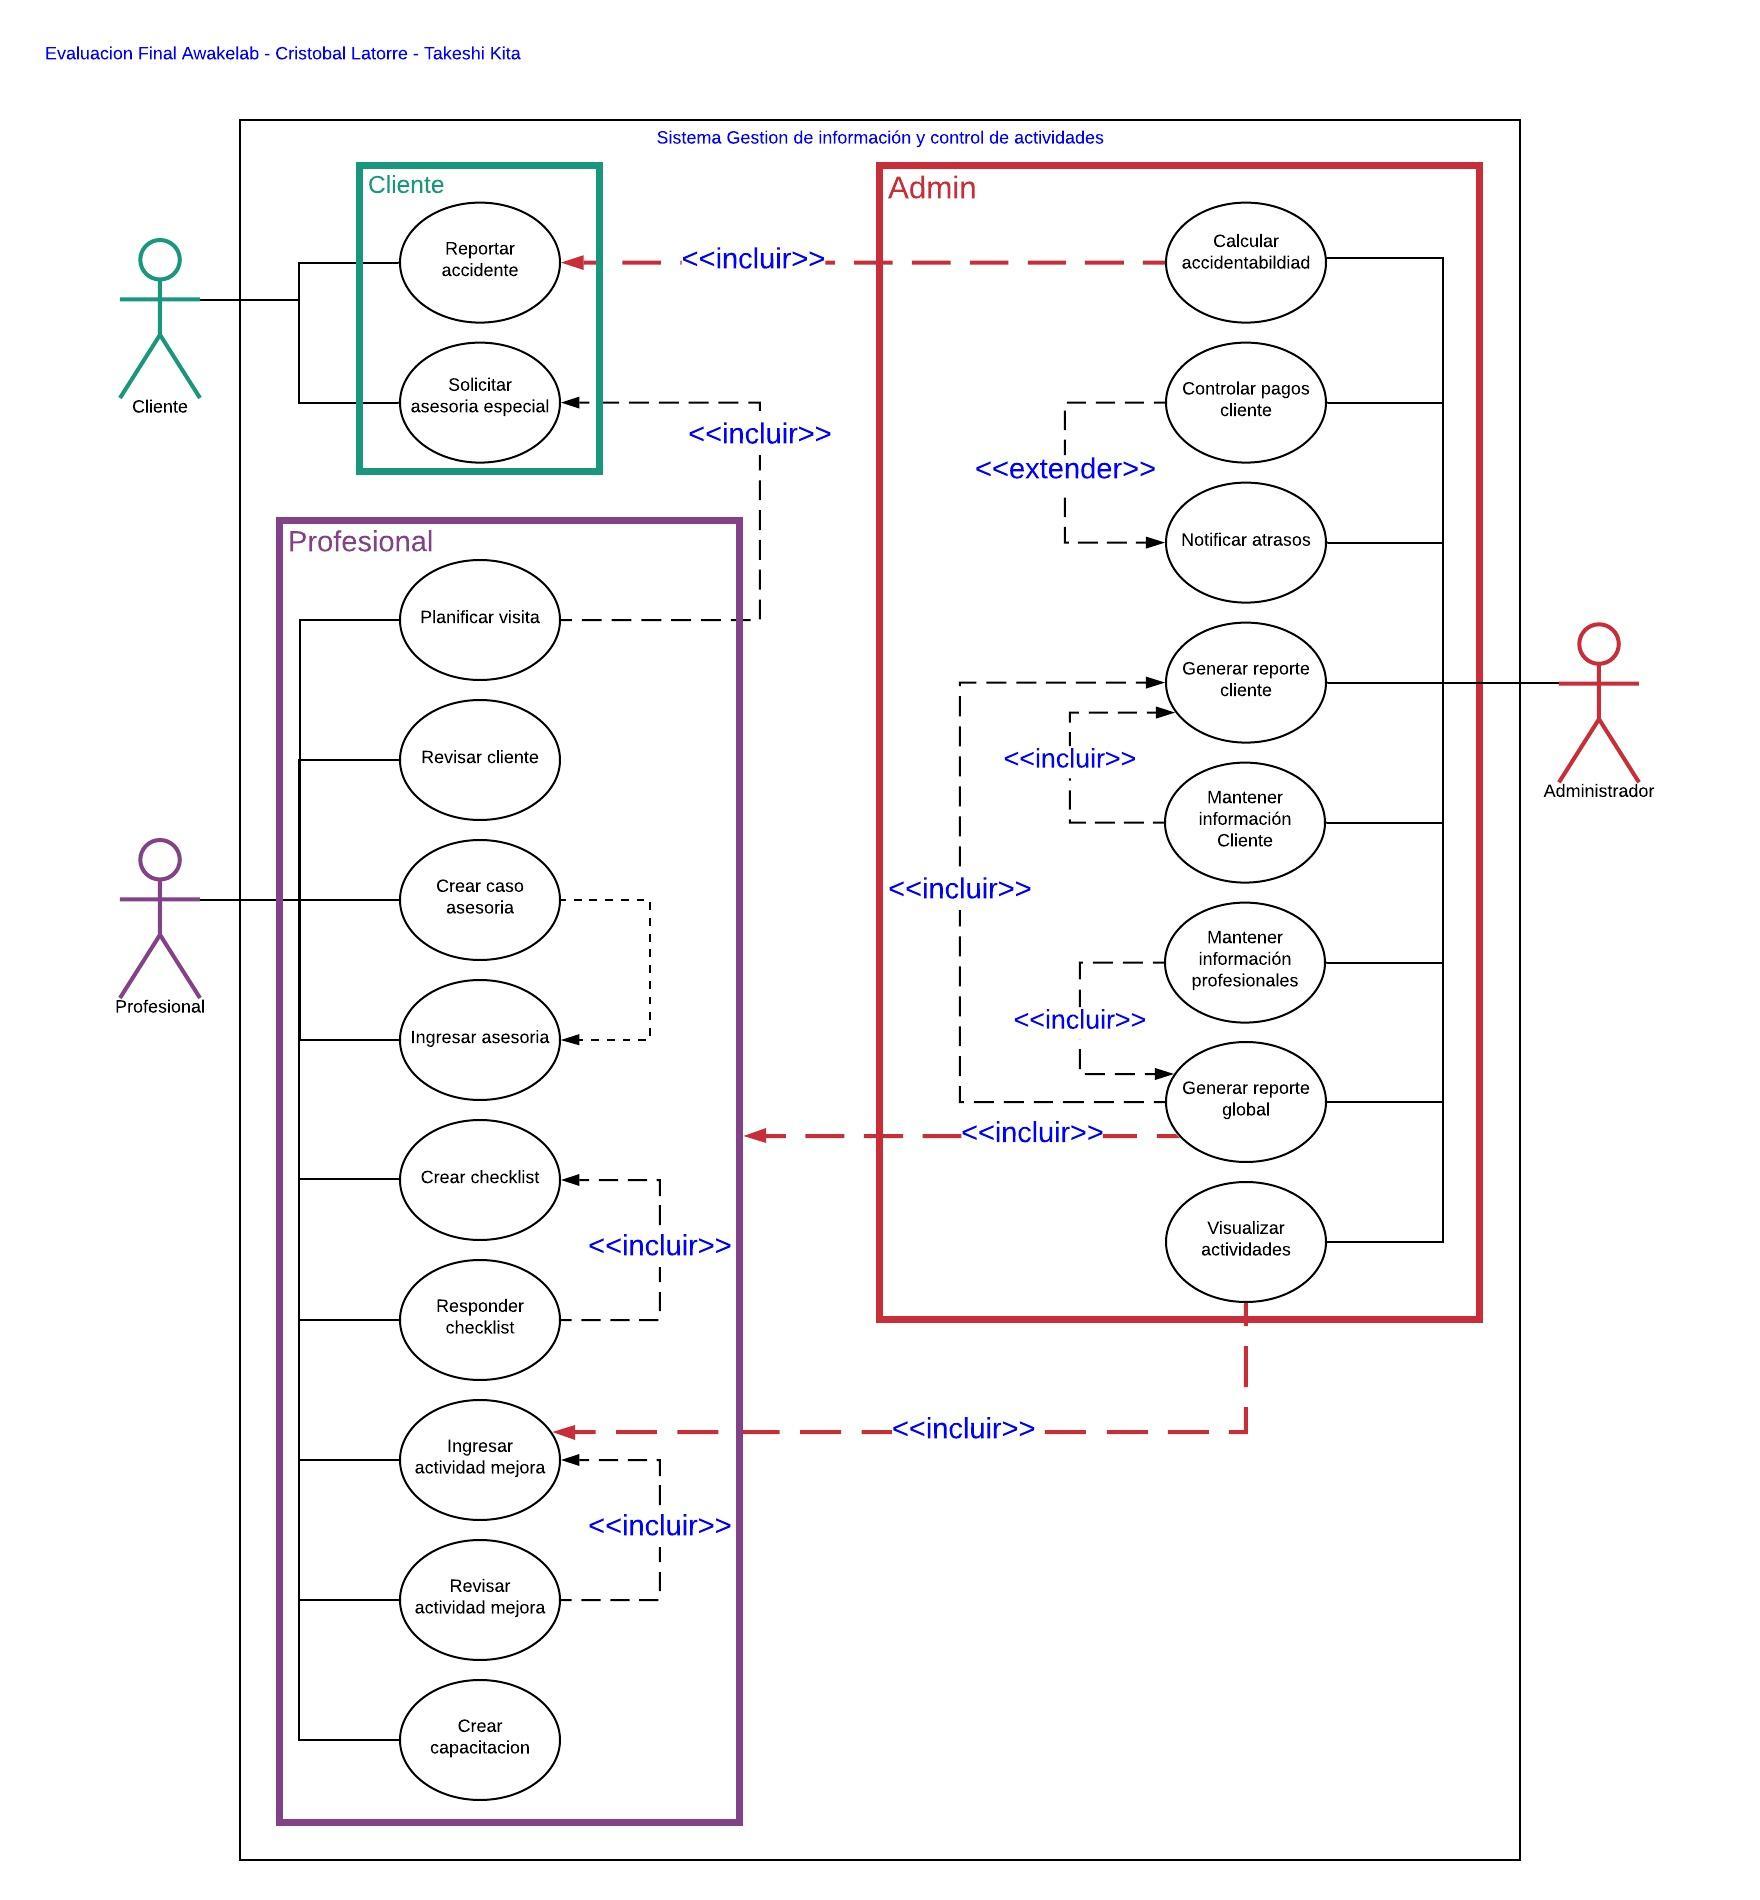 Evaluacion Final Awakelab - Cristobal Latorre - Takeshi Kita
Sistema Gestion de información y control de actividades
Cliente
Reportar
accidente
Solicitar
asesoria especial
Cliente
<<incluir>>
<<incluir>>
Profesional
Planificar visita
Revisar cliente
Crear caso
asesoria
Ingresar asesoria
Crear checklist
<<incluir>>
Responder
checklist
Ingresar
actividad mejora
<<incluir>>
Revisar
actividad mejora
Crear
capacitacion
Profesional
Admin
Calcular
accidentabildiad
Controlar pagos
cliente
<<extender>>
Notificar atrasos
Generar reporte
cliente
<<incluir>>
Mantener
información
Cliente
<<incluir>>
Mantener
información
profesionales
<<incluir>>
Generar reporte
global
<<incluir>>
Visualizar
actividades
<<incluir>>
Administrador